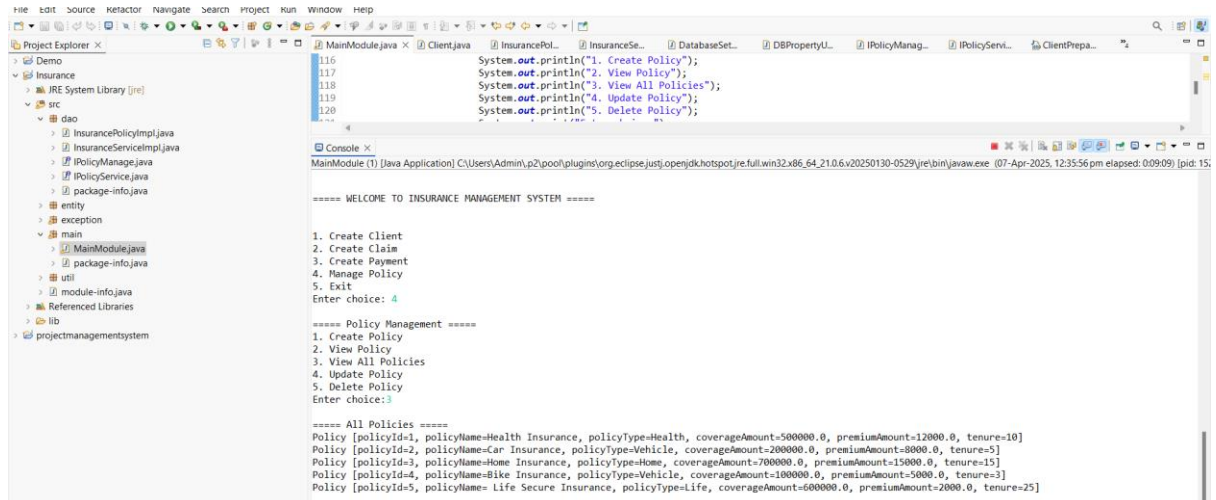 File Edit Source Refactor Navigate Search Project Run Window Help
Project Explorer ×
Demo
Insurance
JRE System Library [jre]
src
dao
InsurancePolicyImpl.java
InsuranceServiceImpl.java
IPolicyManage.java
IPolicyService.java
package-info.java
entity
exception
main
MainModule.java
package-info.java
util
module-info.java
Referenced Libraries
lib
projectmanagementsystem
MainModule.java × Client.java InsurancePol... InsuranceSe... DatabaseSet... DBPropertyU... IPolicyManag... IPolicyServi... ClientPrepa...
116 System.out.println("1. Create Policy");
117 System.out.println("2. View Policy");
118 System.out.println("3. View All Policies");
119 System.out.println("4. Update Policy");
120 System.out.println("5. Delete Policy");
Console ×
MainModule (1) [Java Application] C:\Users\Admin\.p2\pool\plugins\org.eclipse.justj.openjdk.hotspot.jre.full.win32.x86_64_21.0.6.v20250130-0529\jre\bin\javaw.exe (07-Apr-2025, 12:35:56 pm elapsed: 0:09:09) [pid: 152
===== WELCOME TO INSURANCE MANAGEMENT SYSTEM =====
1. Create Client
2. Create Claim
3. Create Payment
4. Manage Policy
5. Exit
Enter choice: 4
===== Policy Management =====
1. Create Policy
2. View Policy
3. View All Policies
4. Update Policy
5. Delete Policy
Enter choice:3
===== All Policies =====
Policy [policyId=1, policyName=Health Insurance, policyType=Health, coverageAmount=500000.0, premiumAmount=12000.0, tenure=10]
Policy [policyId=2, policyName=Car Insurance, policyType=Vehicle, coverageAmount=200000.0, premiumAmount=8000.0, tenure=5]
Policy [policyId=3, policyName=Home Insurance, policyType=Home, coverageAmount=700000.0, premiumAmount=15000.0, tenure=15]
Policy [policyId=4, policyName=Bike Insurance, policyType=Vehicle, coverageAmount=100000.0, premiumAmount=5000.0, tenure=3]
Policy [policyId=5, policyName= Life Secure Insurance, policyType=Life, coverageAmount=600000.0, premiumAmount=2000.0, tenure=25]